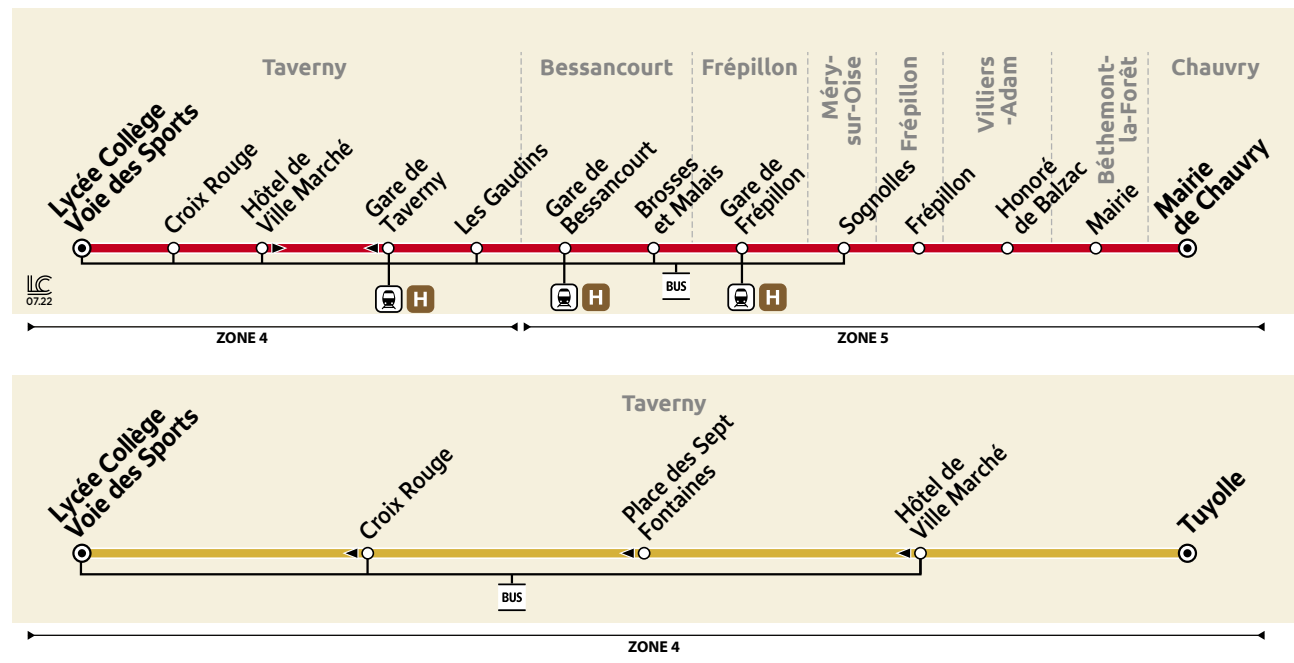 Taverny
Bessancourt
Frépillon
Méry-
sur-Oise
Frépillon
Villiers
-Adam
Béthemont-
la-Forêt
Chauvry
Lycée Collège
Voie des Sports
Croix Rouge
Hôtel de
Ville Marché
Gare de
Taverny
Les Gaudins
Gare de
Bessancourt
Brosses
et Malais
Gare de
Frépillon
Sognolles
Frépillon
Honoré
de Balzac
Mairie
Mairie
de Chauvry
LC
07.22
H
H
BUS
H
ZONE 4
ZONE 5
Taverny
Lycée Collège
Voie des Sports
Croix Rouge
Place des Sept
Fontaines
Hôtel de
Ville Marché
Tuyolle
BUS
ZONE 4